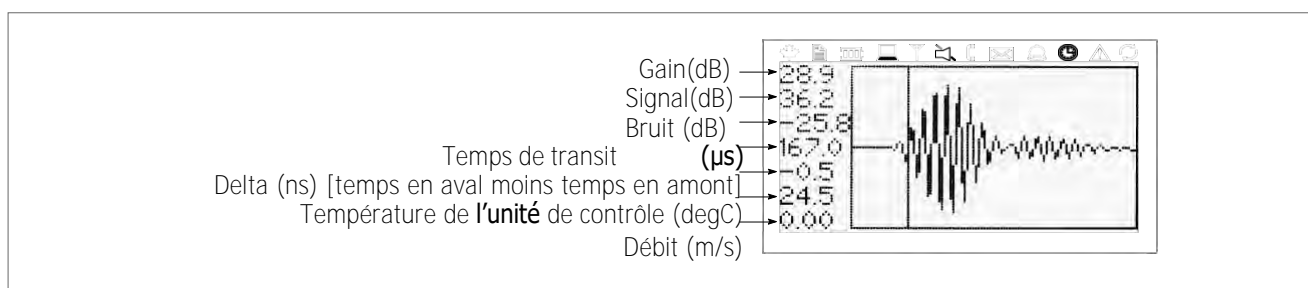 Gain(dB)
28.9
Signal(dB)
36.2
Bruit (dB)
-25.8
Temps de transit (µs)
167.0
Delta (ns) [temps en aval moins temps en amont]
-0.5
Température de l'unité de contrôle (degC)
24.5
Débit (m/s)
0.00